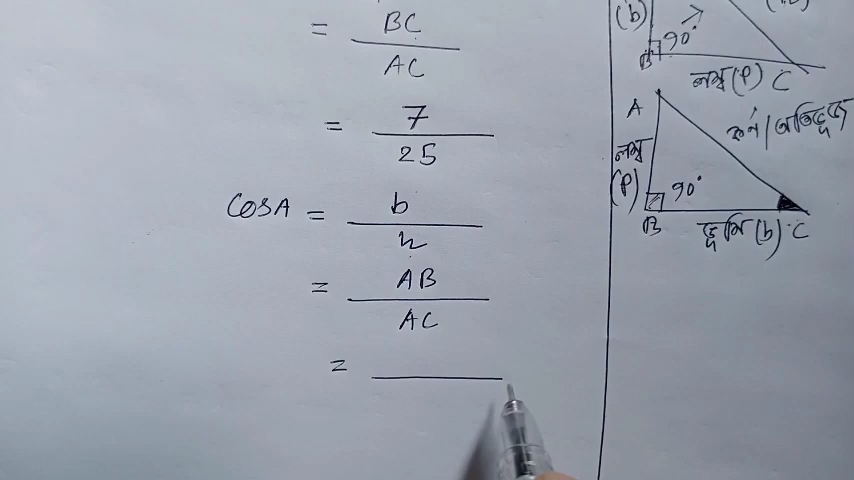 = BC
AC
= 7
25
COSA = b
h
= AB
AC
=
(b)
90°
B
লম্ব (P) C
A
কর্ণ / অতিভূজ
লম্ব
(P)
90°
B
ভূমি (b) C